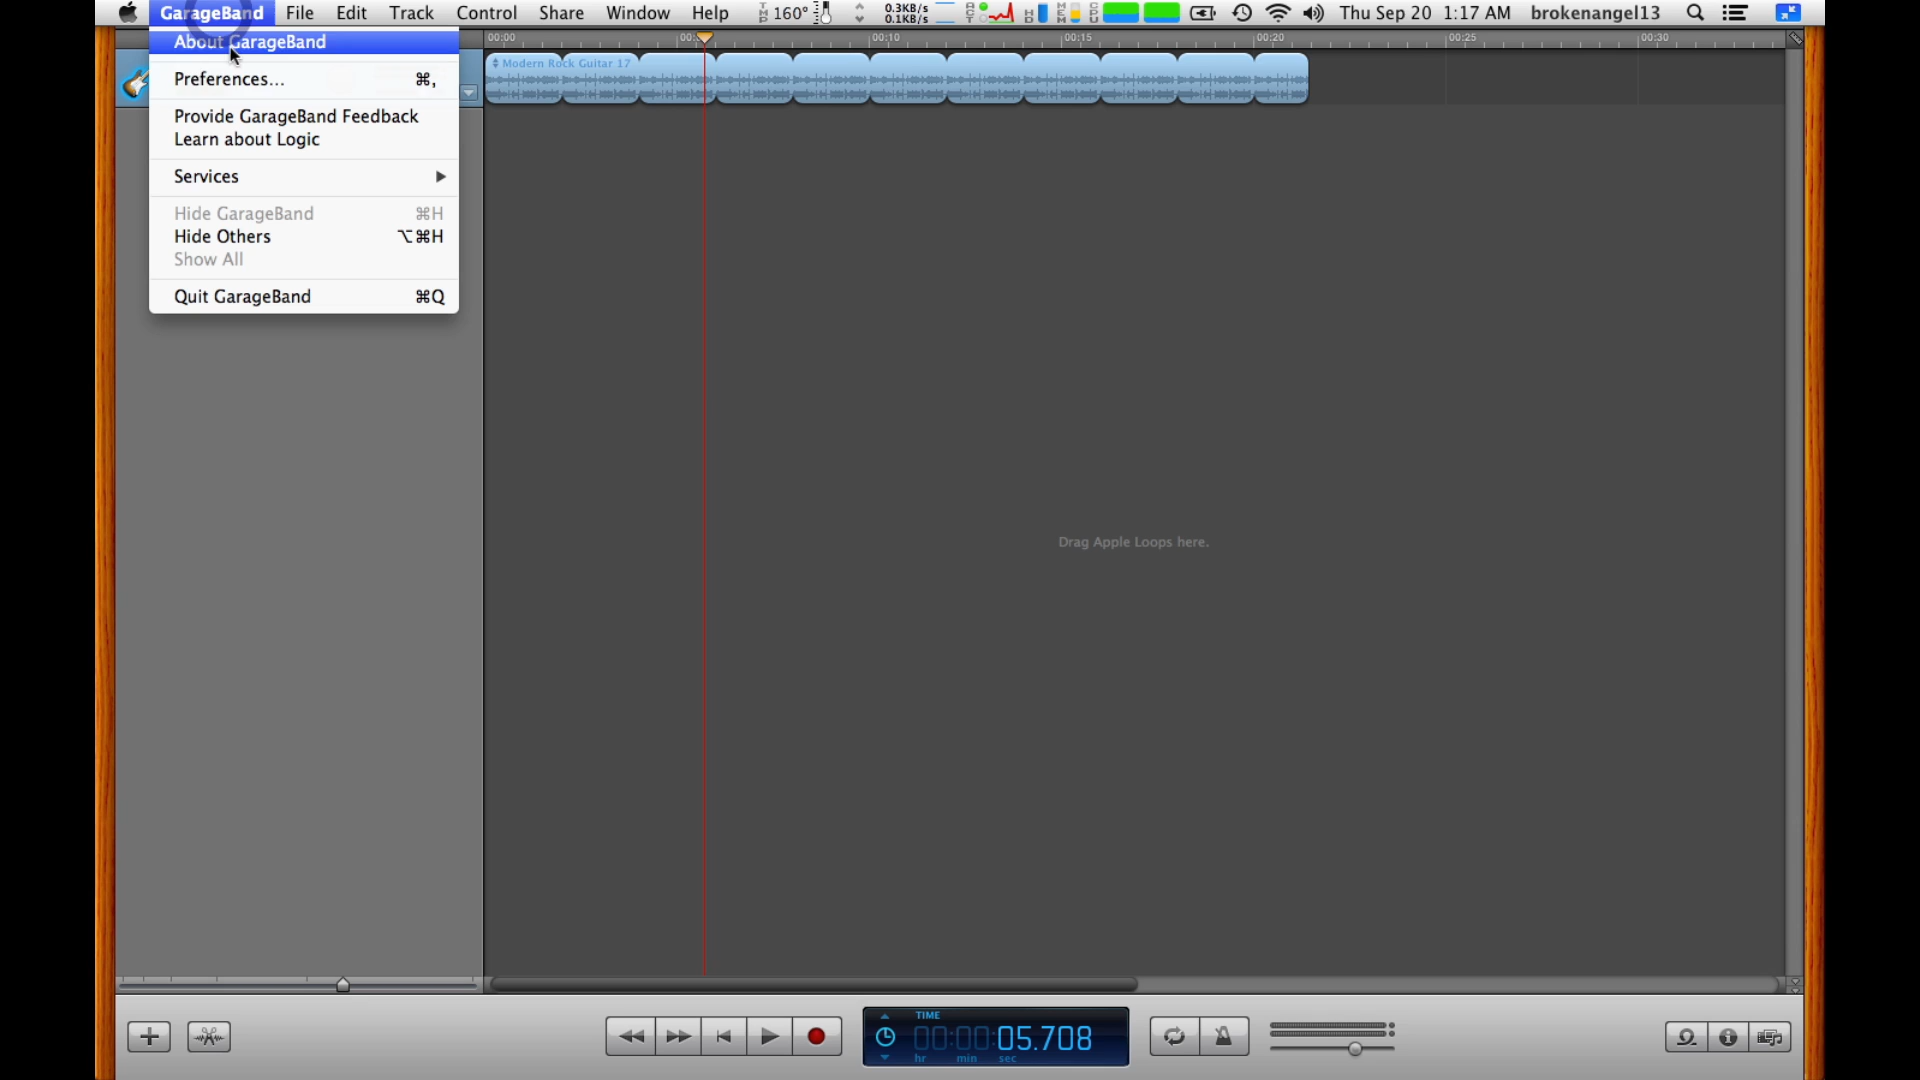 GarageBand File Edit Track Control Share Window Help 160° 0.3KB/s 0.1KB/s Thu Sep 20 1:17 AM brokenangel13
About GarageBand
Preferences... ⌘,
Provide GarageBand Feedback
Learn about Logic
Services
Hide GarageBand ⌘H
Hide Others ⌥⌘H
Show All
Quit GarageBand ⌘Q
00:00 00:10 00:15 00:20 00:25 00:30
Modern Rock Guitar 17
Drag Apple Loops here.
TIME
00:00:05.708
hr min sec